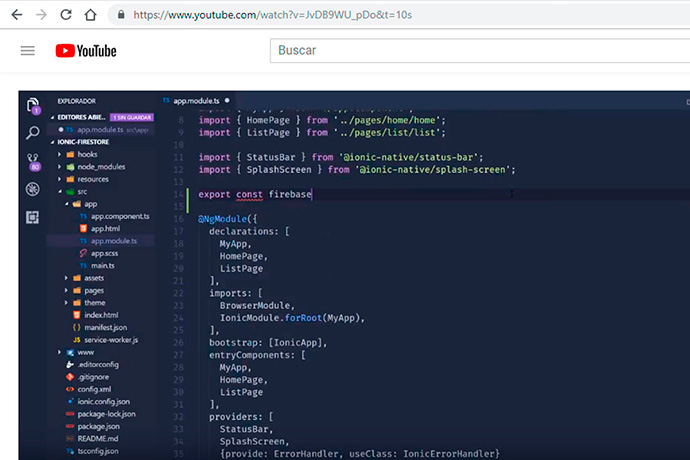 https://www.youtube.com/watch?v=JvDB9WU_pDo&t=10s
YouTube
Buscar
EXPLORADOR
EDITORES ABIE... 1 SIN GUARDAR
TS app.module.ts src\app
IONIC-FIRESTORE
hooks
node_modules
resources
src
app
TS app.component.ts
app.html
TS app.module.ts
app.scss
TS main.ts
assets
pages
theme
index.html
manifest.json
service-worker.js
www
.editorconfig
.gitignore
config.xml
ionic.config.json
package-lock.json
package.json
README.md
tsconfig.json
1
80
TS app.module.ts
8 import { HomePage } from '../pages/home/home';
9 import { ListPage } from '../pages/list/list';
10
11 import { StatusBar } from '@ionic-native/status-bar';
12 import { SplashScreen } from '@ionic-native/splash-screen';
13
14 export const firebase
15
16 @NgModule({
17 declarations: [
18 MyApp,
19 HomePage,
20 ListPage
21 ],
22 imports: [
23 BrowserModule,
24 IonicModule.forRoot(MyApp),
25 ],
26 bootstrap: [IonicApp],
27 entryComponents: [
28 MyApp,
29 HomePage,
30 ListPage
31 ],
32 providers: [
33 StatusBar,
34 SplashScreen,
35 {provide: ErrorHandler, useClass: IonicErrorHandler}